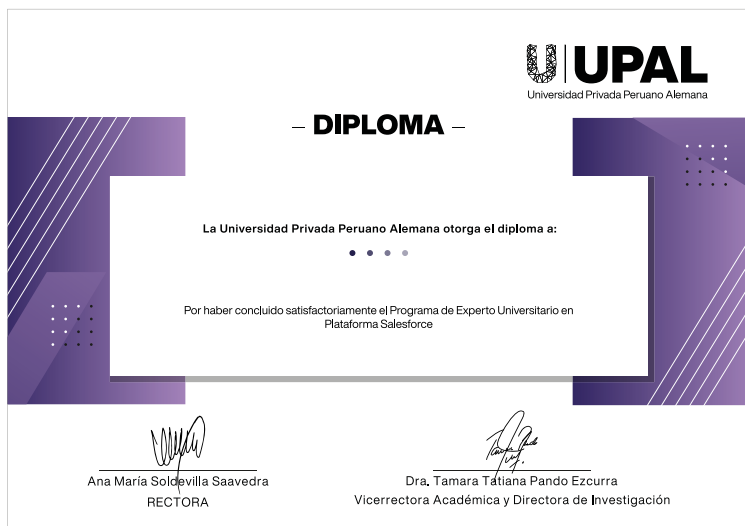 UPAL
Universidad Privada Peruano Alemana
– DIPLOMA –
La Universidad Privada Peruano Alemana otorga el diploma a:
Por haber concluido satisfactoriamente el Programa de Experto Universitario en
Plataforma Salesforce
Ana María Soldevilla Saavedra
RECTORA
Dra. Tamara Tatiana Pando Ezcurra
Vicerrectora Académica y Directora de Investigación